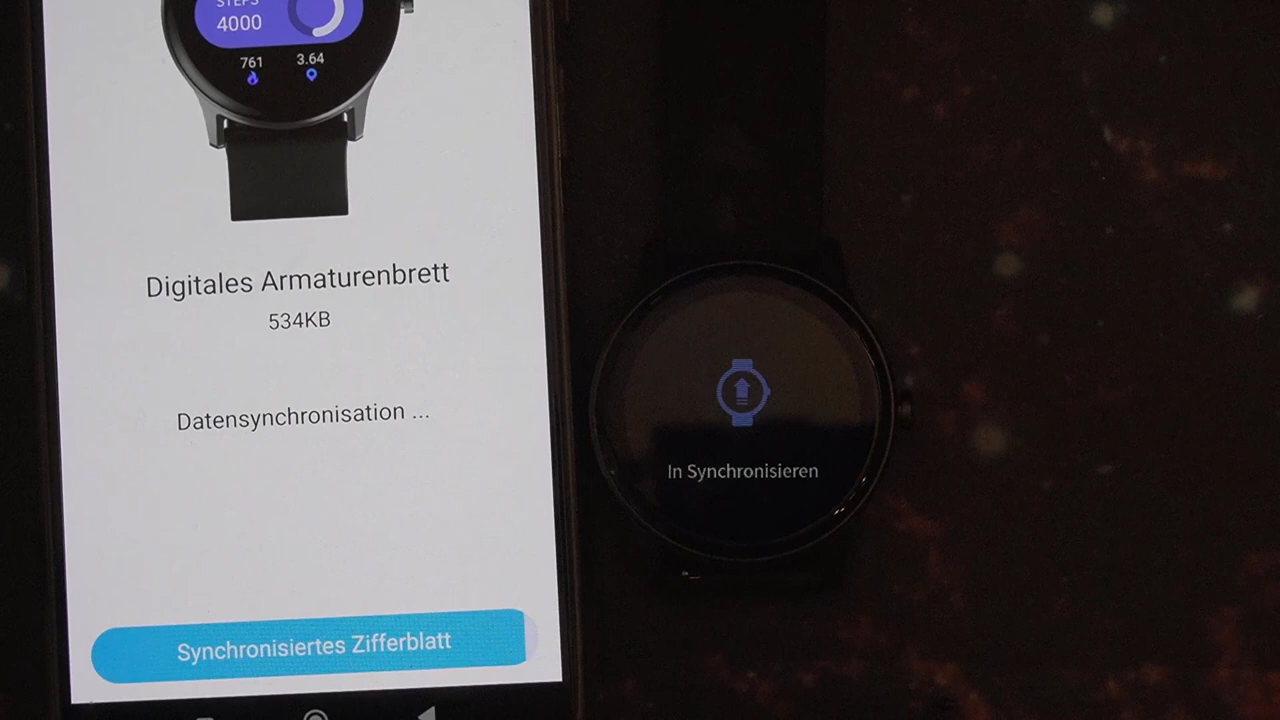 STEPS
4000
761 3.64
Digitales Armaturenbrett
534KB
Datensynchronisation ...
Synchronisiertes Zifferblatt
In Synchronisieren